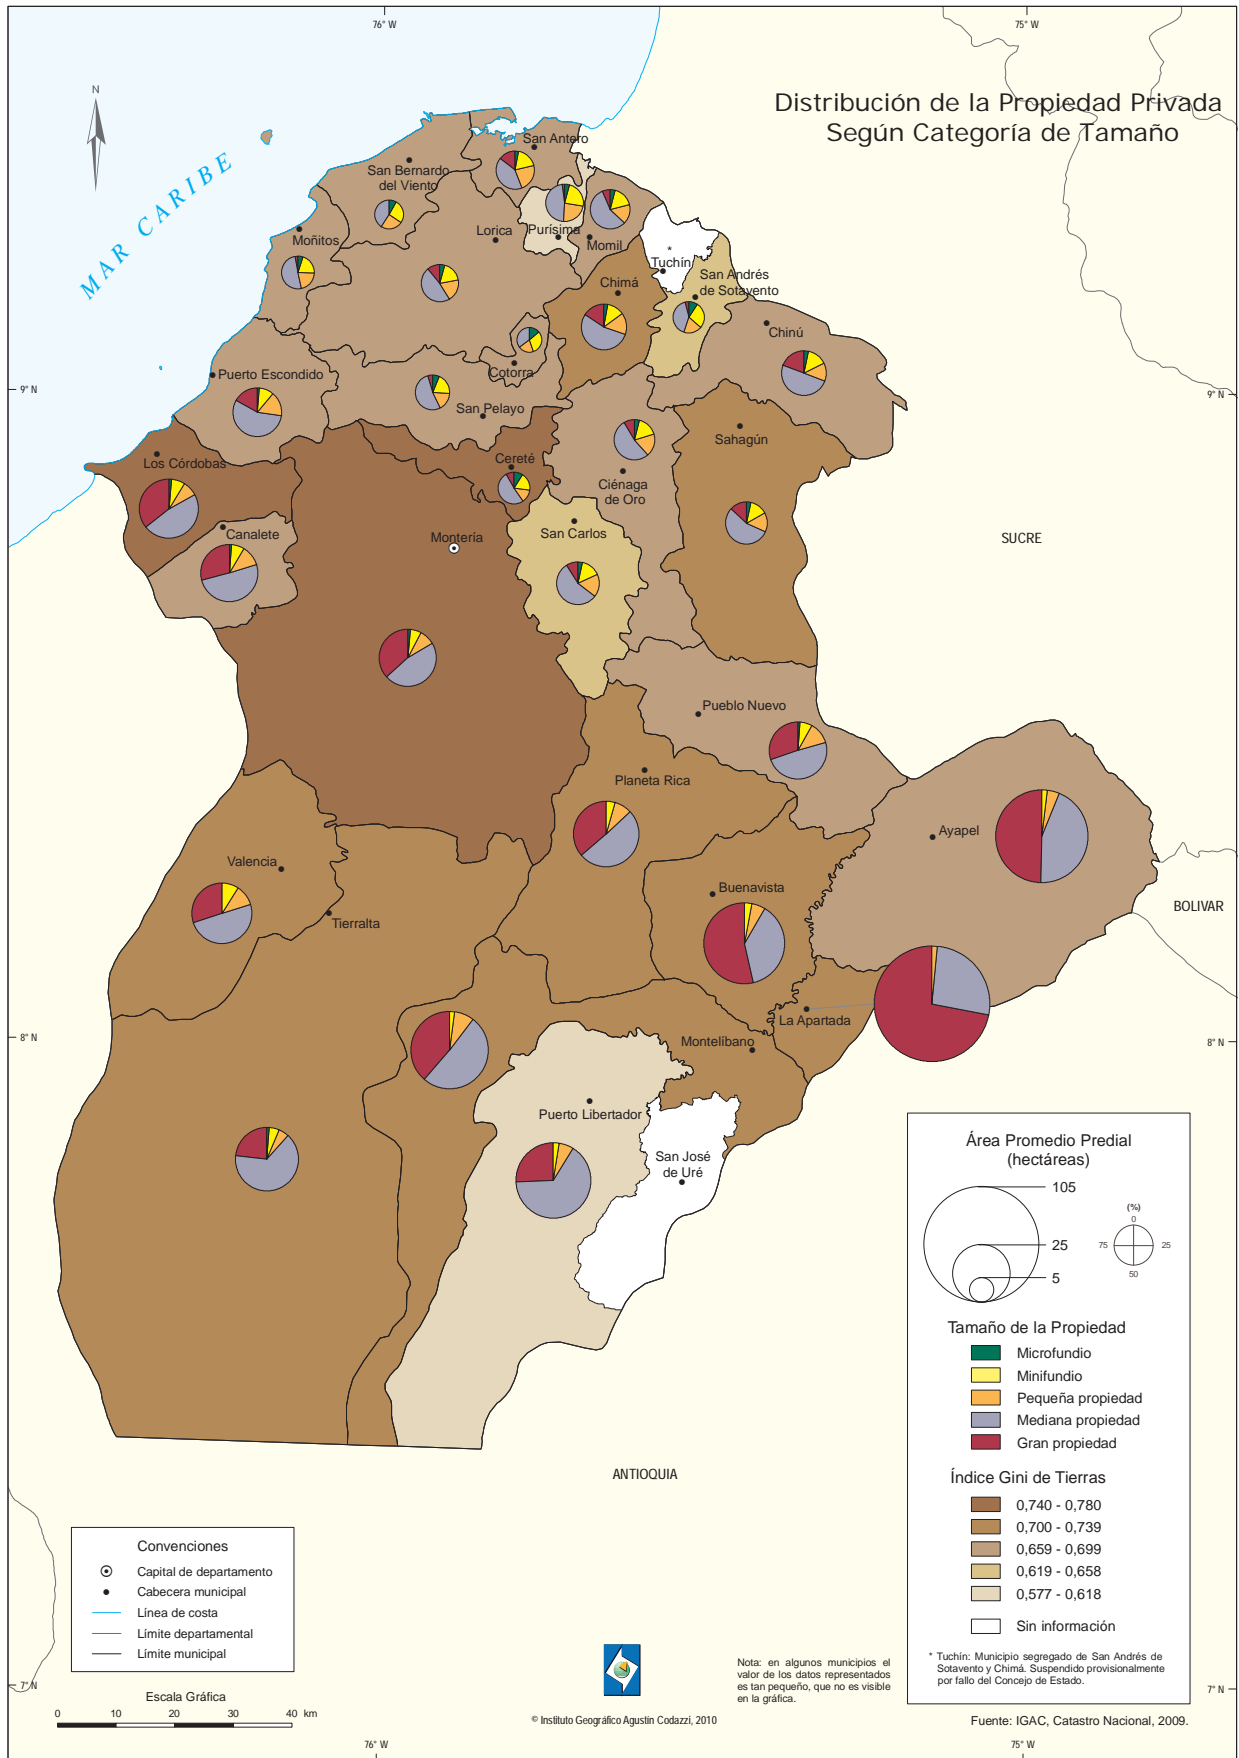 76° W
75° W
N
Distribución de la Propiedad Privada
Según Categoría de Tamaño
MAR CARIBE
San Antero
San Bernardo
del Viento
Moñitos
Lorica
Purísima
Momil
*
Tuchín
San Andrés
de Sotavento
Chimá
Chinú
Cotorra
Puerto Escondido
San Pelayo
9° N
9° N
Sahagún
Los Córdobas
Cereté
Ciénaga
de Oro
Canalete
Montería
San Carlos
SUCRE
Pueblo Nuevo
Planeta Rica
Ayapel
Valencia
Buenavista
Tierralta
BOLIVAR
La Apartada
8° N
Montelíbano
8° N
Puerto Libertador
San José
de Uré
ANTIOQUIA
Área Promedio Predial
(hectáreas)
105
25
5
(%)
0
75
25
50
Tamaño de la Propiedad
Microfundio
Minifundio
Pequeña propiedad
Mediana propiedad
Gran propiedad
Índice Gini de Tierras
0,740 - 0,780
0,700 - 0,739
0,659 - 0,699
0,619 - 0,658
0,577 - 0,618
Sin información
* Tuchín: Municipio segregado de San Andrés de
Sotavento y Chimá. Suspendido provisionalmente
por fallo del Concejo de Estado.
Convenciones
Capital de departamento
Cabecera municipal
Línea de costa
Límite departamental
Límite municipal
Nota: en algunos municipios el
valor de los datos representados
es tan pequeño, que no es visible
en la gráfica.
7° N
7° N
Escala Gráfica
0 10 20 30 40 km
© Instituto Geográfico Agustín Codazzi, 2010
Fuente: IGAC, Catastro Nacional, 2009.
76° W
75° W